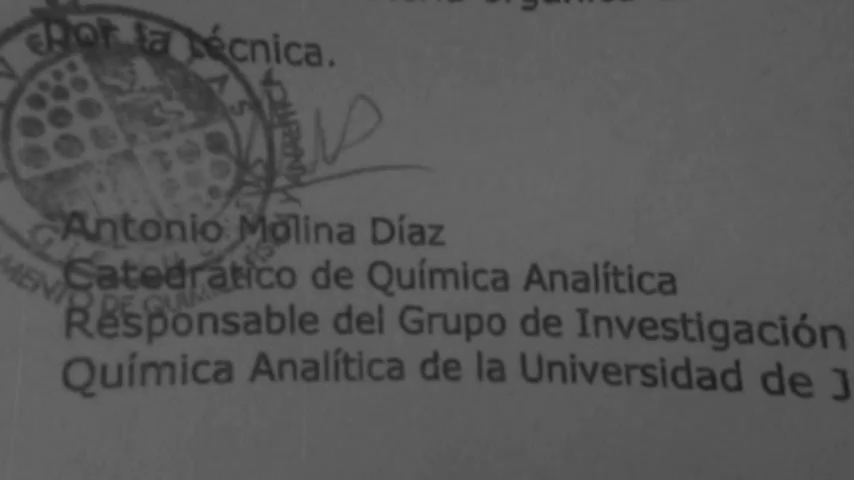 orgánica
por la técnica.
Antonio Molina Díaz
Catedrático de Química Analítica
Responsable del Grupo de Investigación
Química Analítica de la Universidad de J